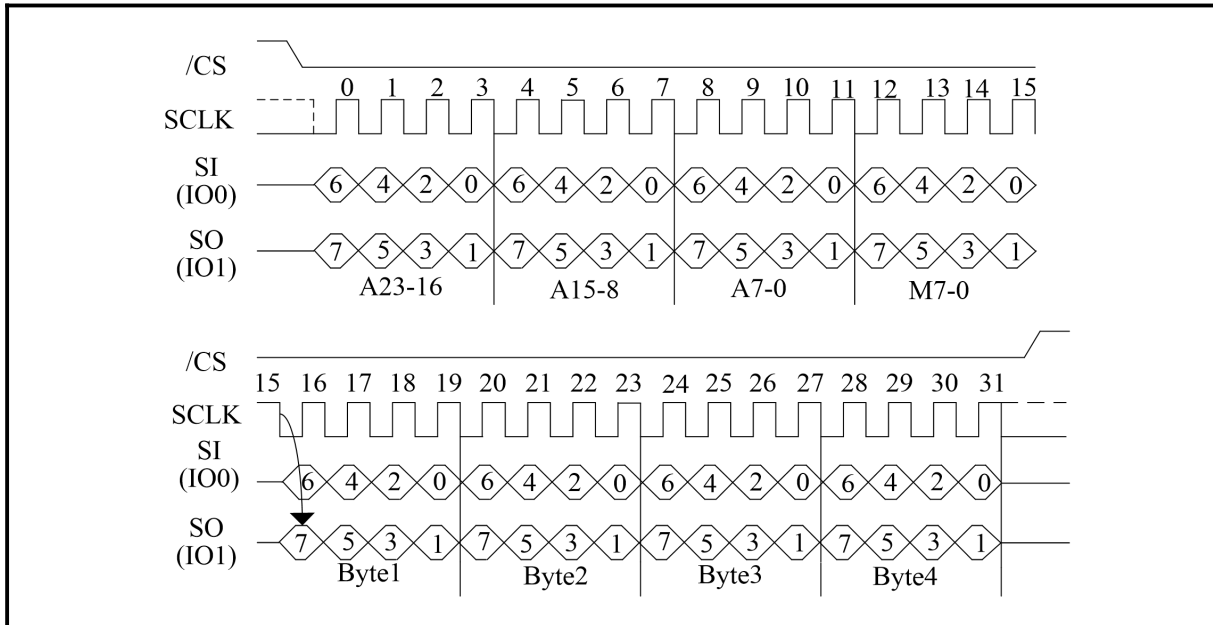 /CS
0 1 2 3 4 5 6 7 8 9 10 11 12 13 14 15
SCLK
SI
(IO0)
6 4 2 0 6 4 2 0 6 4 2 0 6 4 2 0
SO
(IO1)
7 5 3 1 7 5 3 1 7 5 3 1 7 5 3 1
A23-16 A15-8 A7-0 M7-0
/CS
15 16 17 18 19 20 21 22 23 24 25 26 27 28 29 30 31
SCLK
SI
(IO0)
6 4 2 0 6 4 2 0 6 4 2 0 6 4 2 0
SO
(IO1)
7 5 3 1 7 5 3 1 7 5 3 1 7 5 3 1
Byte1 Byte2 Byte3 Byte4